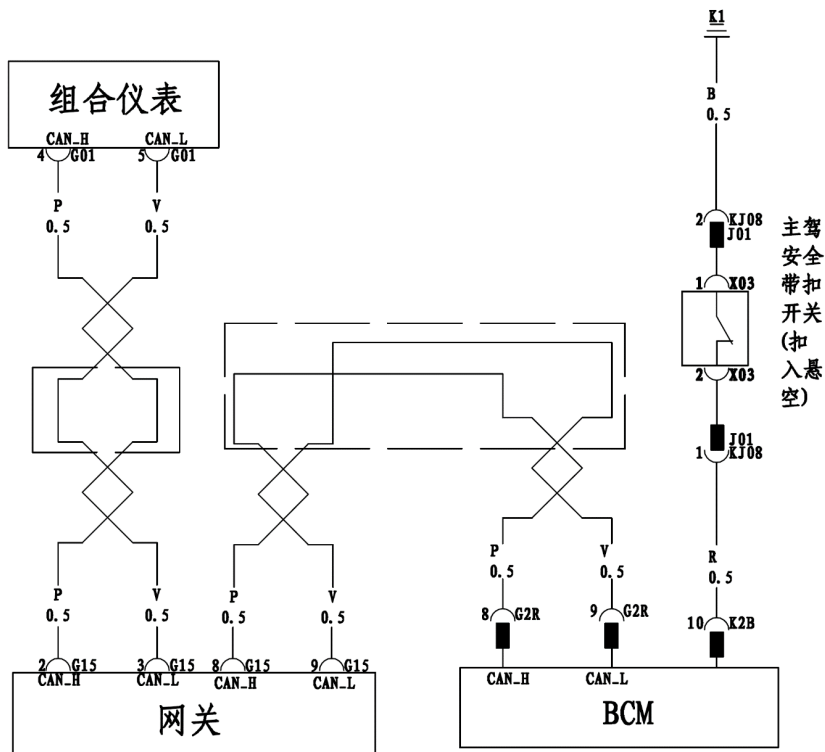 K1
组合仪表
CAN_H CAN_L
4 G01 5 G01
B
0.5
P V
0.5 0.5
2 KJ08
J01
1 X03
2 X03
主驾
安全
带扣
开关
(扣
入悬
空)
J01
1 KJ08
P V R
0.5 0.5 0.5
P V P V
0.5 0.5 0.5 0.5
8 G2R 9 G2R 10 K2B
2 G15 3 G15 8 G15 9 G15
CAN_H CAN_L CAN_H CAN_L
CAN_H CAN_L
网关
BCM